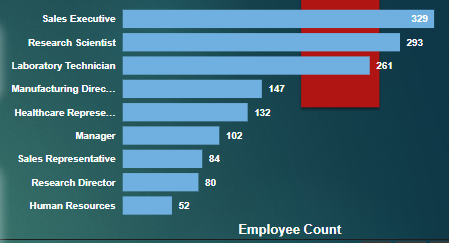 Sales Executive 329
Research Scientist 293
Laboratory Technician 261
Manufacturing Direc... 147
Healthcare Represe... 132
Manager 102
Sales Representative 84
Research Director 80
Human Resources 52
Employee Count